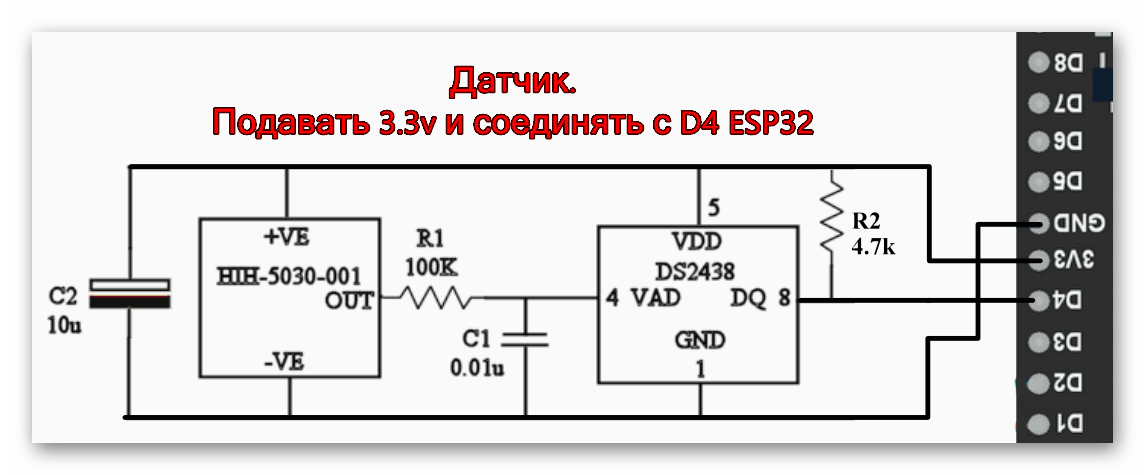 Датчик.
Подавать 3.3v и соединять с D4 ESP32
C2
10u
+VE
HIH-5030-001
OUT
-VE
R1
100K
C1
0.01u
5
VDD
DS2438
4 VAD DQ 8
GND
1
R2
4.7k
D8
D7
D6
D5
GND
3V3
D4
D3
D2
D1